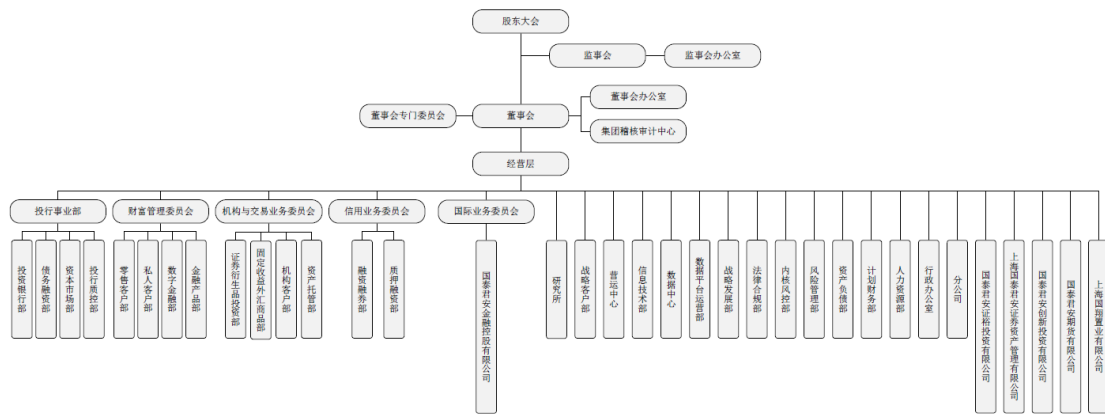 股东大会
监事会
监事会办公室
董事会办公室
董事会专门委员会
董事会
集团稽核审计中心
经营层
投行事业部
财富管理委员会
机构与交易业务委员会
信用业务委员会
国际业务委员会
投资银行部
债务融资部
资本市场部
投行质控部
零售客户部
私人客户部
数字金融部
金融产品部
证券衍生品投资部
固定收益外汇商品部
机构客户部
资产托管部
融资融券部
质押融资部
国泰君安金融控股有限公司
研究所
战略客户部
营运中心
信息技术部
数据中心
数据平台运营部
战略发展部
法律合规部
内核风控部
风险管理部
资产负债部
计划财务部
人力资源部
行政办公室
分公司
国泰君安证裕投资有限公司
上海国泰君安证券资产管理有限公司
国泰君安创新投资有限公司
国泰君安期货有限公司
上海国翔置业有限公司